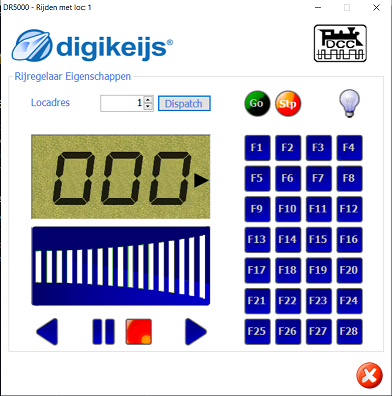 DR5000 - Rijden met loc: 1
digikeijs®
DCC
Rijregelaar Eigenschappen
Locadres
1
Dispatch
Go
Stp
000
F1 F2 F3 F4
F5 F6 F7 F8
F9 F10 F11 F12
F13 F14 F15 F16
F17 F18 F19 F20
F21 F22 F23 F24
F25 F26 F27 F28